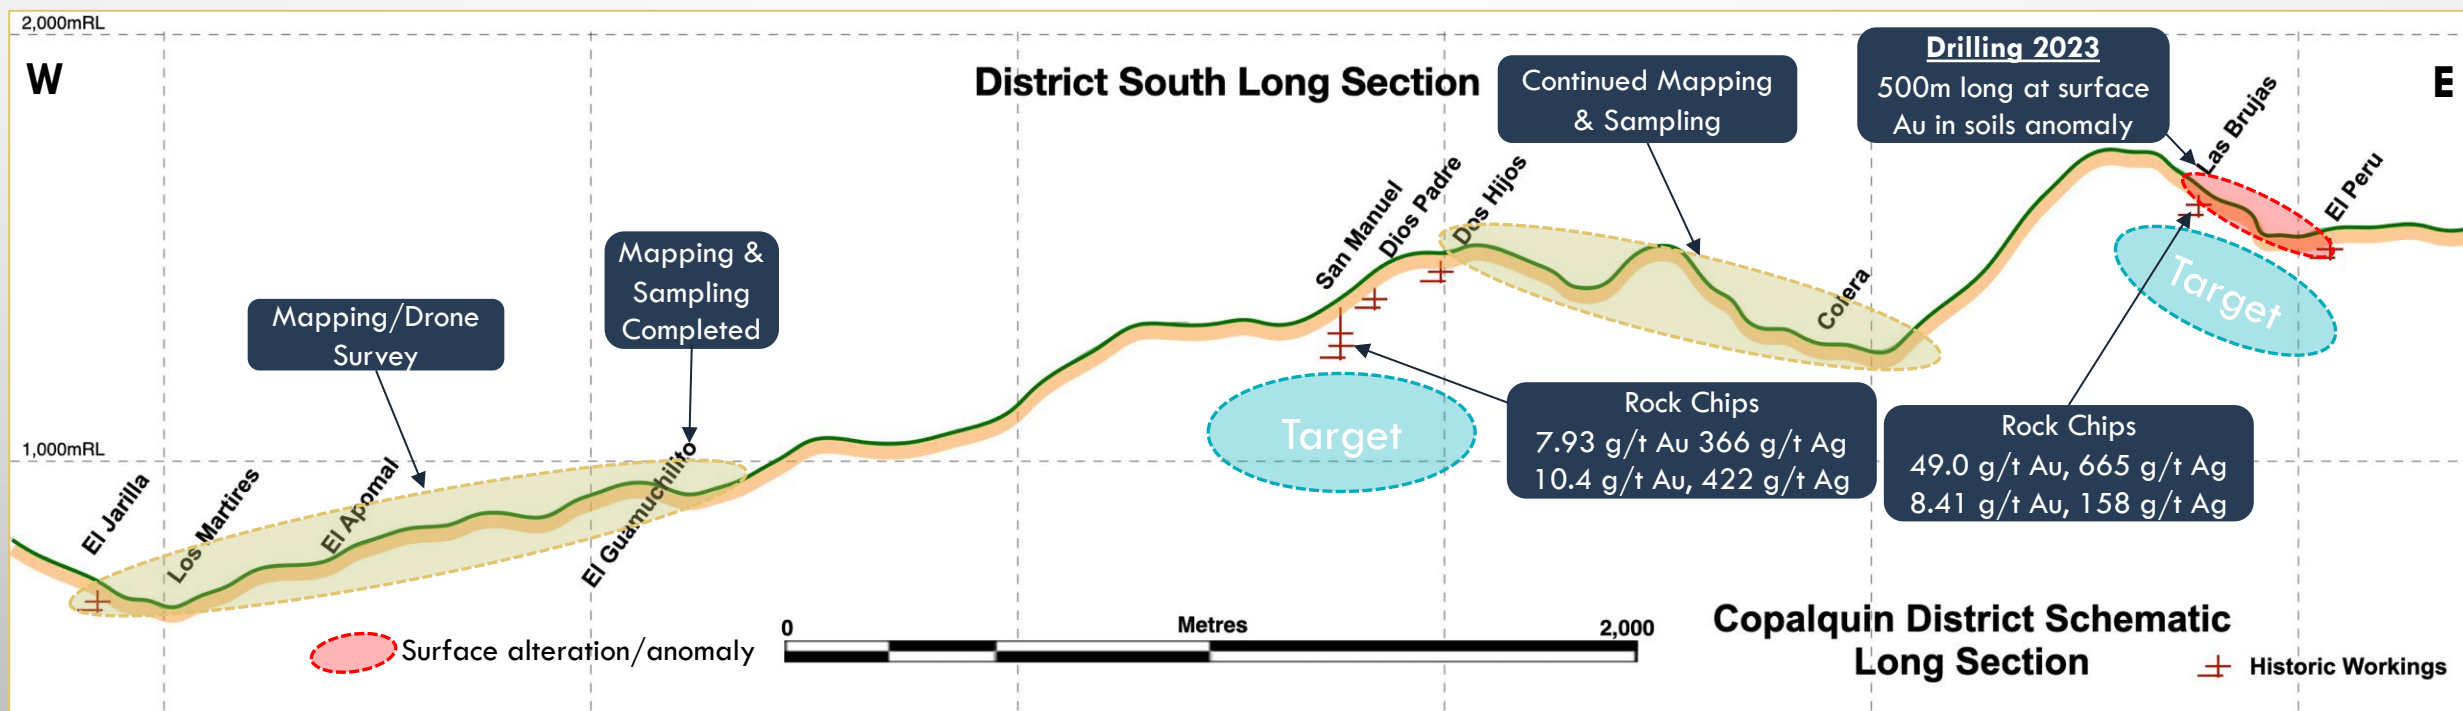 2,000mRL
W
District South Long Section
E
Continued Mapping
& Sampling
Drilling 2023
500m long at surface
Au in soils anomaly
Las Brujas
El Peru
San Manuel
Dios Padre
Dos Hijos
Colera
Target
Mapping &
Sampling
Completed
Mapping/Drone
Survey
Target
Rock Chips
7.93 g/t Au 366 g/t Ag
10.4 g/t Au, 422 g/t Ag
Rock Chips
49.0 g/t Au, 665 g/t Ag
8.41 g/t Au, 158 g/t Ag
1,000mRL
El Jarilla
Los Martires
El Apomal
El Guamuchilito
Surface alteration/anomaly
0
Metres
2,000
Copalquin District Schematic
Long Section
Historic Workings